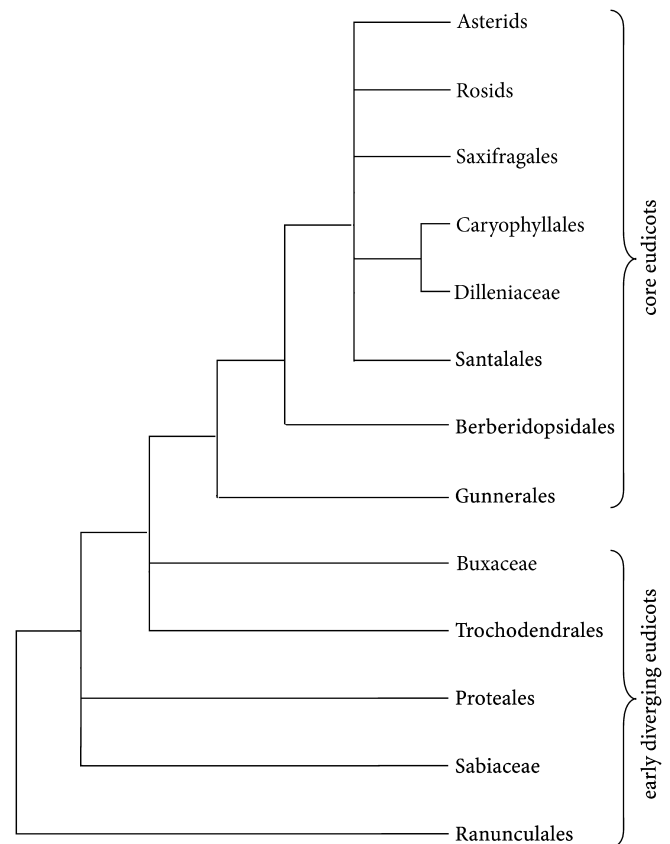 Asterids
Rosids
Saxifragales
Caryophyllales
Dilleniaceae
Santalales
Berberidopsidales
Gunnerales
core eudicots
Buxaceae
Trochodendrales
Proteales
Sabiaceae
Ranunculales
early diverging eudicots